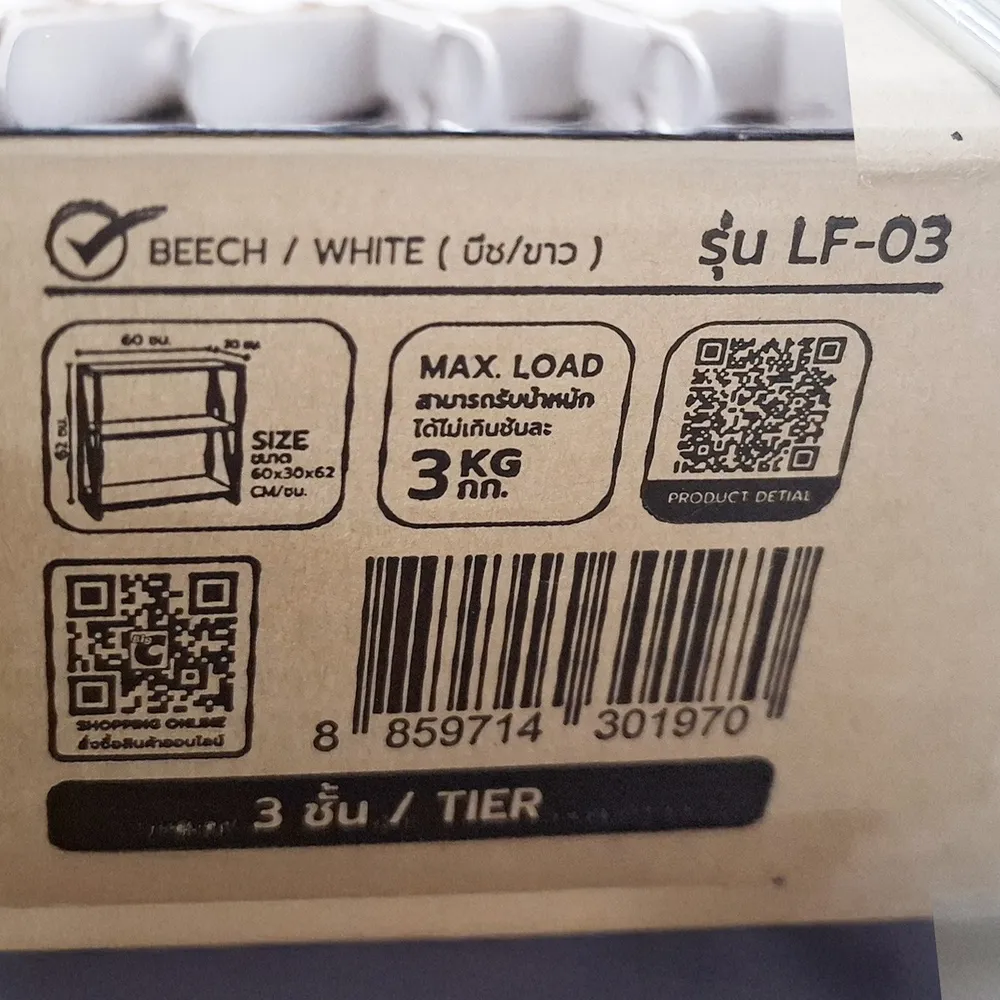 BEECH / WHITE ( บีช/ขาว )
รุ่น LF-03
60 ซม.
30 ซม.
62 ซม.
SIZE
ขนาด
60x30x62
CM/ซม.
MAX. LOAD
สามารถรับน้ำหนัก
ได้ไม่เกินชั้นละ
3 KG
กก.
PRODUCT DETIAL
Big C
SHOPPING ONLINE
สั่งซื้อสินค้าออนไลน์
8 859714 301970
3 ชั้น / TIER